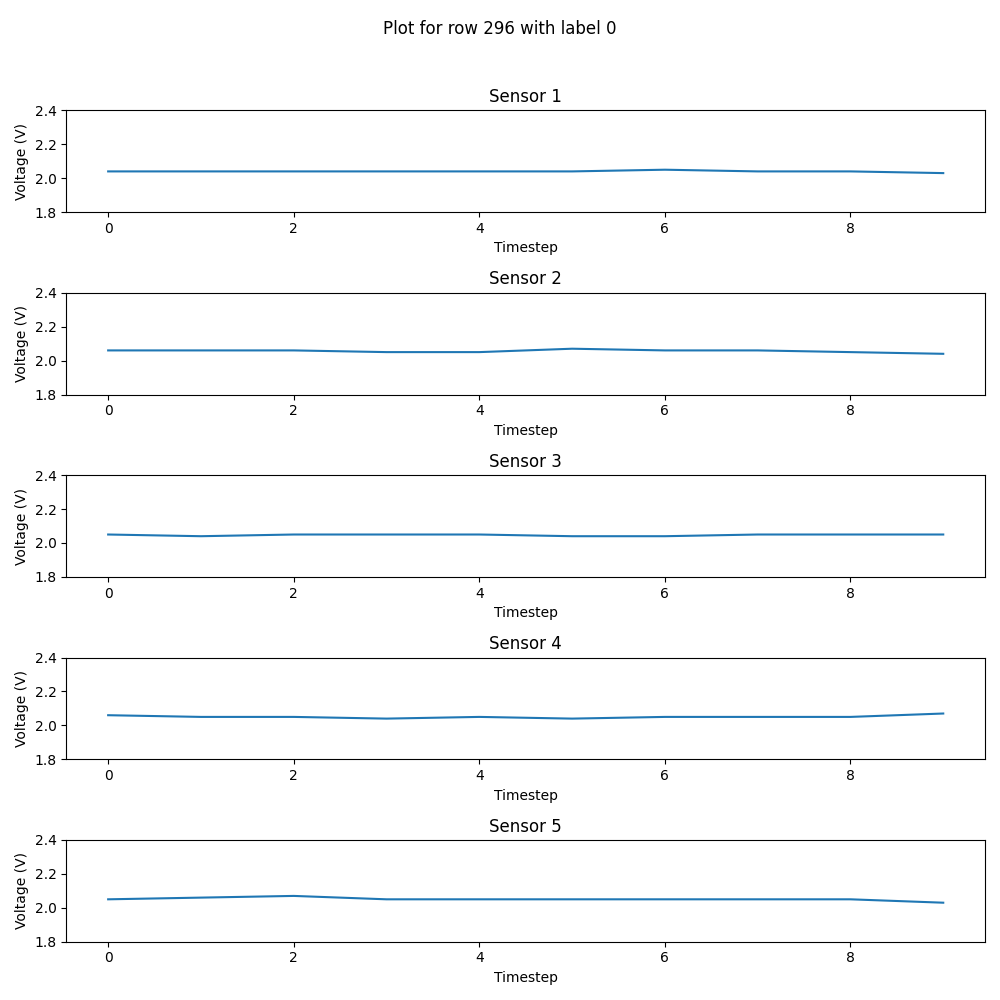 Plot for row 296 with label 0
Sensor 1
2.4
2.2
2.0
1.8
Voltage (V)
0 2 4 6 8
Timestep
Sensor 2
2.4
2.2
2.0
1.8
Voltage (V)
0 2 4 6 8
Timestep
Sensor 3
2.4
2.2
2.0
1.8
Voltage (V)
0 2 4 6 8
Timestep
Sensor 4
2.4
2.2
2.0
1.8
Voltage (V)
0 2 4 6 8
Timestep
Sensor 5
2.4
2.2
2.0
1.8
Voltage (V)
0 2 4 6 8
Timestep